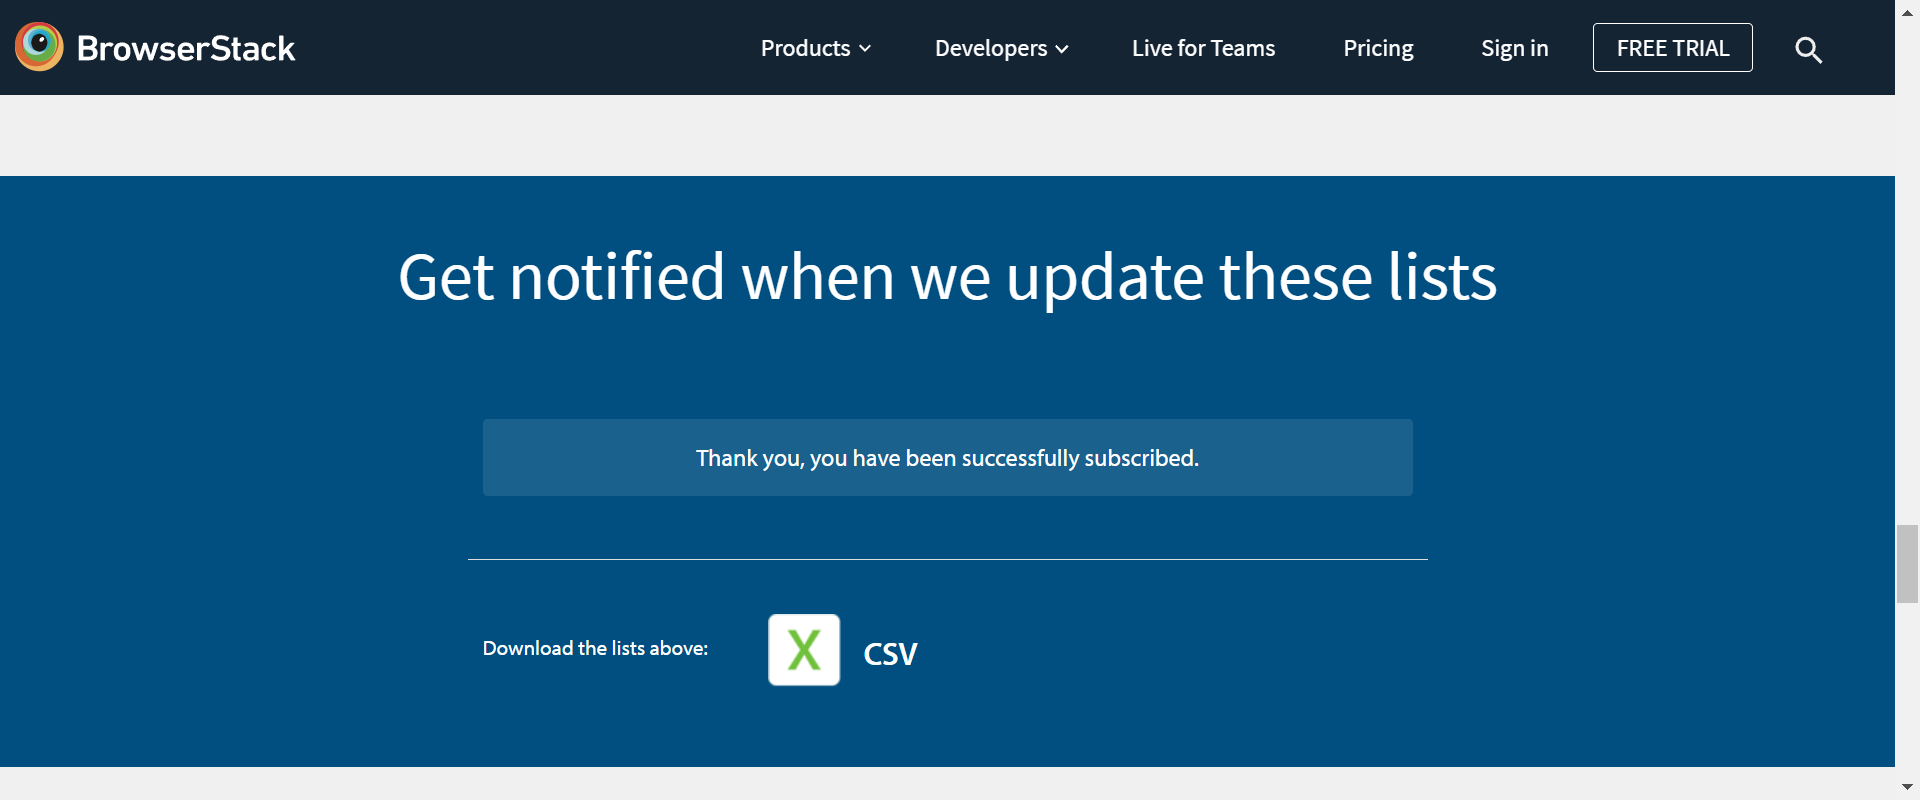 BrowserStack
Products
Developers
Live for Teams
Pricing
Sign in
FREE TRIAL
Get notified when we update these lists
Thank you, you have been successfully subscribed.
Download the lists above:
X
CSV